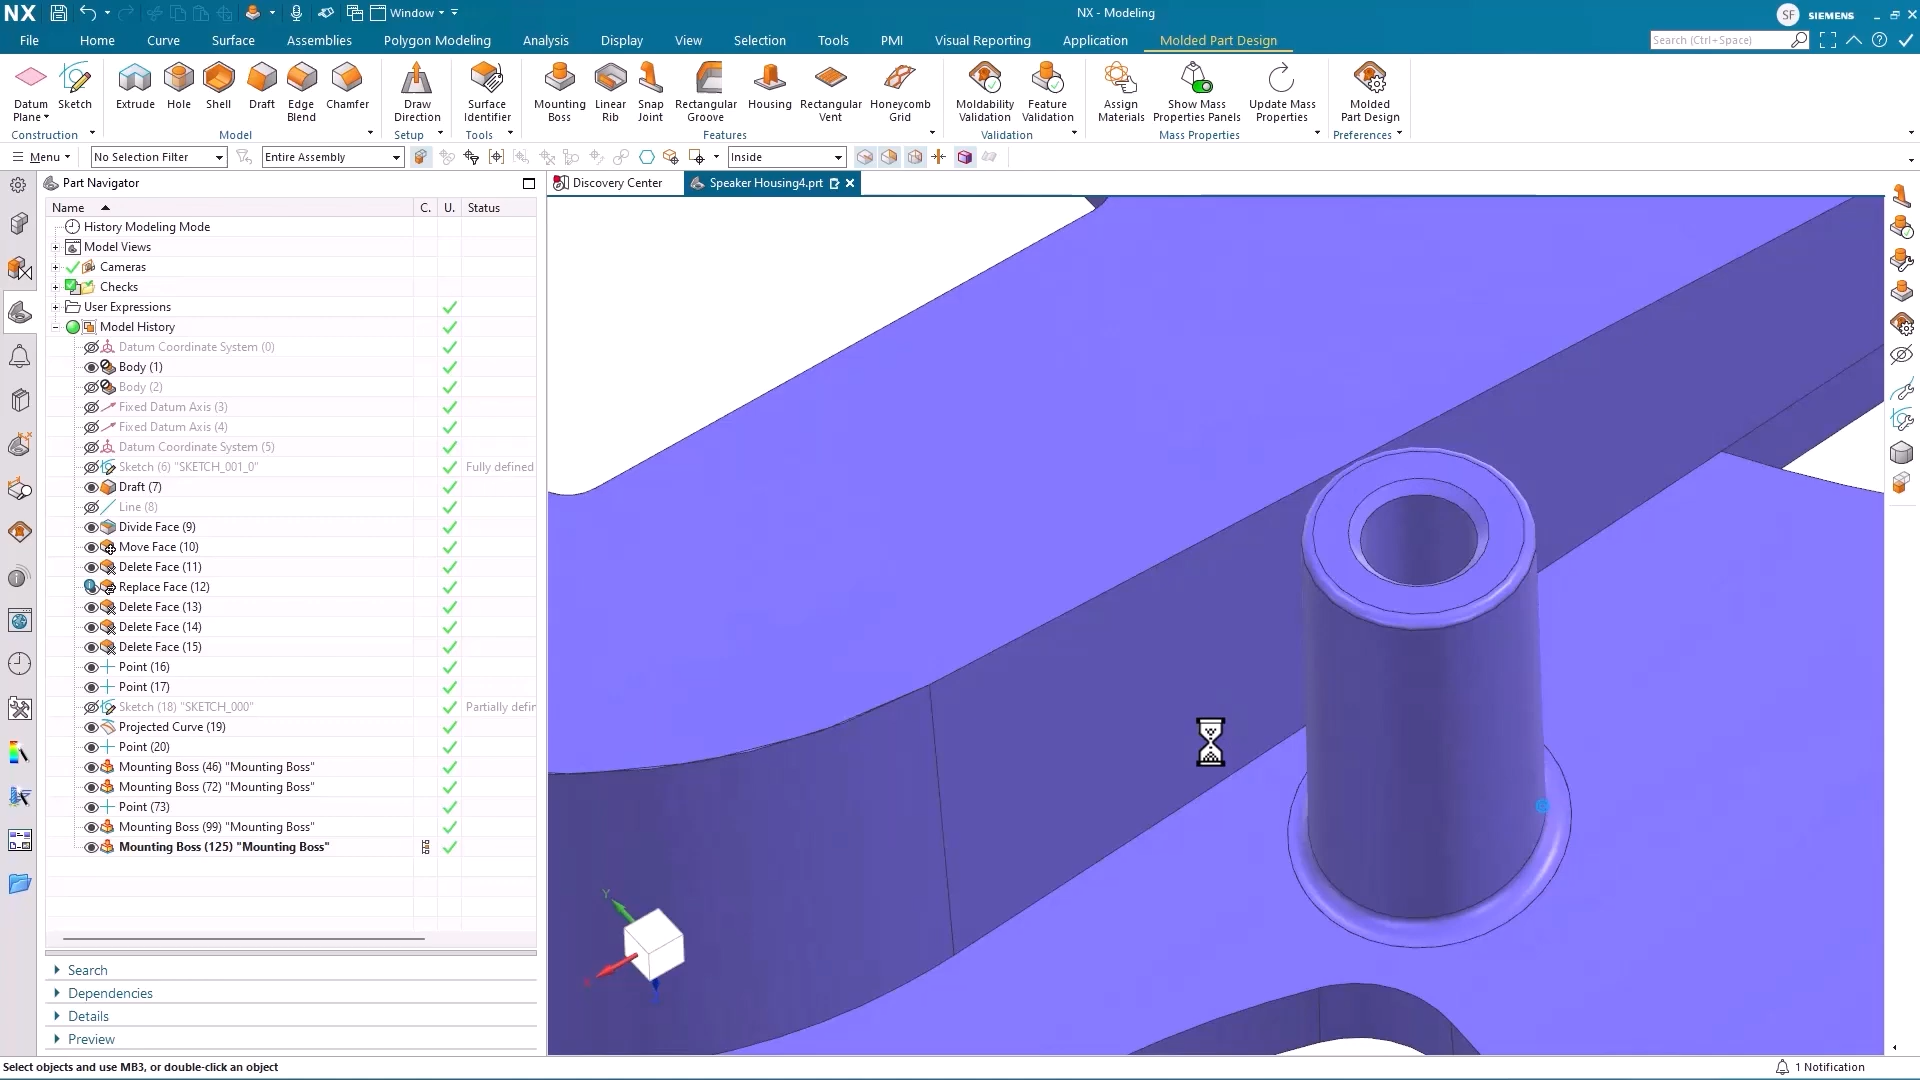 NX
Window
NX - Modeling
SF
SIEMENS
File
Home
Curve
Surface
Assemblies
Polygon Modeling
Analysis
Display
View
Selection
Tools
PMI
Visual Reporting
Application
Molded Part Design
Search (Ctrl+Space)
Datum Plane
Sketch
Extrude
Hole
Shell
Draft
Edge Blend
Chamfer
Draw Direction
Surface Identifier
Mounting Boss
Linear Rib
Snap Joint
Rectangular Groove
Housing
Rectangular Vent
Honeycomb Grid
Moldability Validation
Feature Validation
Assign Materials
Show Mass Properties Panels
Update Mass Properties
Molded Part Design
Construction
Model
Setup
Tools
Features
Validation
Mass Properties
Preferences
Menu
No Selection Filter
Entire Assembly
Inside
Part Navigator
Discovery Center
Speaker Housing4.prt
Name
C.
U.
Status
History Modeling Mode
Model Views
Cameras
Checks
User Expressions
Model History
Datum Coordinate System (0)
Body (1)
Body (2)
Fixed Datum Axis (3)
Fixed Datum Axis (4)
Datum Coordinate System (5)
Sketch (6) "SKETCH_001_0"
Fully defined
Draft (7)
Line (8)
Divide Face (9)
Move Face (10)
Delete Face (11)
Replace Face (12)
Delete Face (13)
Delete Face (14)
Delete Face (15)
Point (16)
Point (17)
Sketch (18) "SKETCH_000"
Partially defin
Projected Curve (19)
Point (20)
Mounting Boss (46) "Mounting Boss"
Mounting Boss (72) "Mounting Boss"
Point (73)
Mounting Boss (99) "Mounting Boss"
Mounting Boss (125) "Mounting Boss"
Y
Search
Dependencies
Details
Preview
Select objects and use MB3, or double-click an object
1 Notification